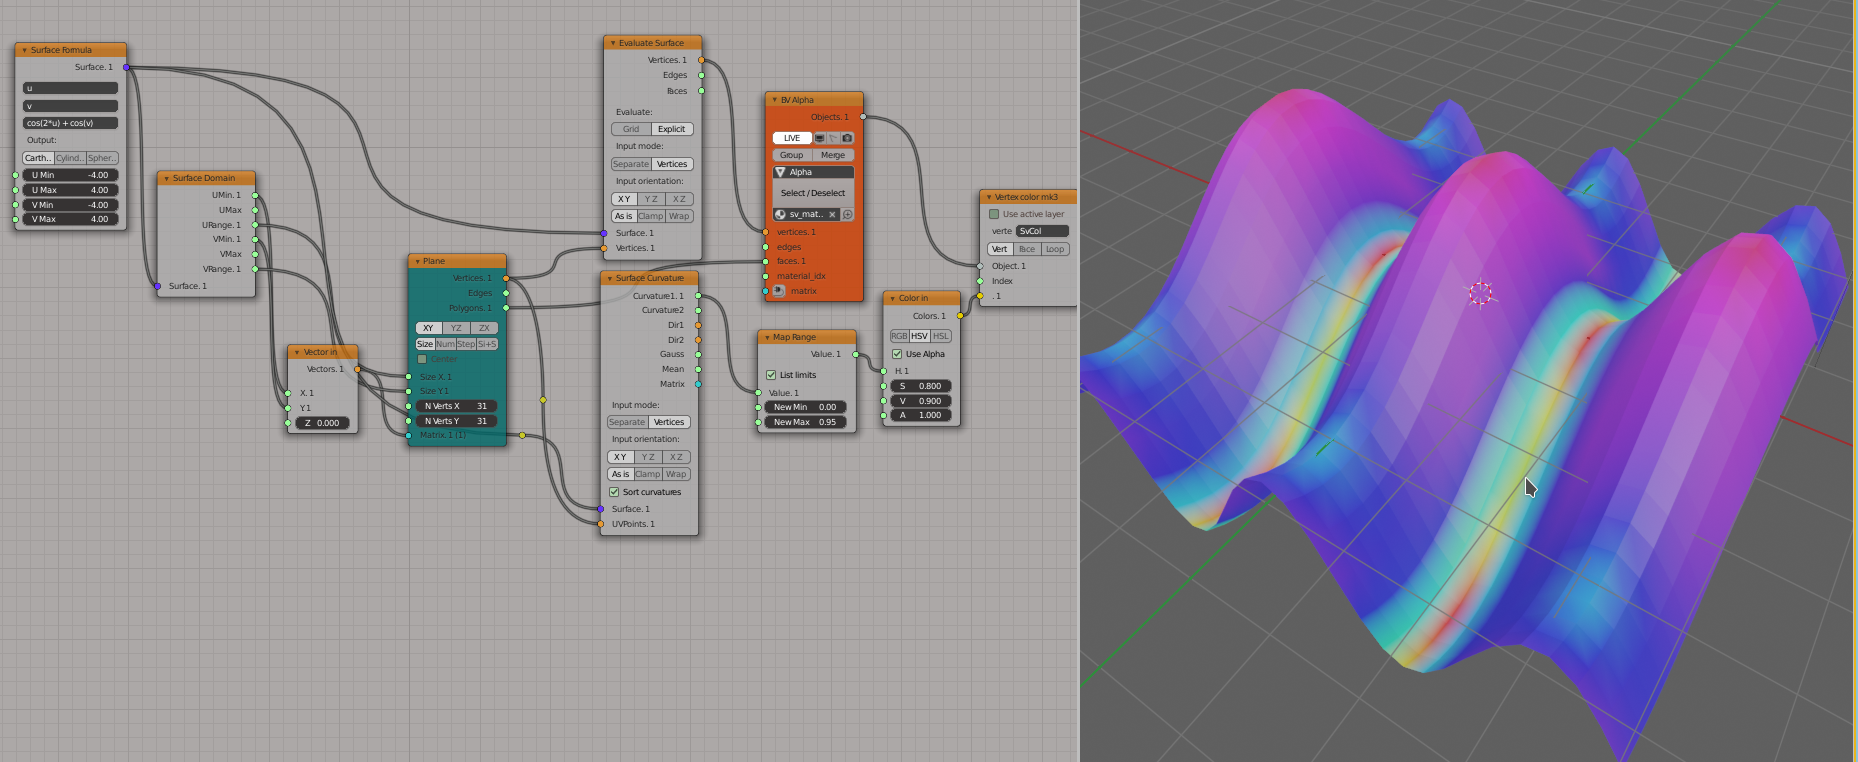 Surface Formula
Surface. 1
u
v
cos(2*u) + cos(v)
Output:
Carth.. Cylind.. Spher..
U Min -4.00
U Max 4.00
V Min -4.00
V Max 4.00
Surface Domain
UMin. 1
UMax
URange. 1
VMin. 1
VMax
VRange. 1
Surface. 1
Vector in
Vectors. 1
X. 1
Y. 1
Z 0.000
Plane
Vertices. 1
Edges
Polygons. 1
XY YZ ZX
Size Num Step SI+S
Center
Size X. 1
Size Y. 1
N Verts X 31
N Verts Y 31
Matrix. 1 (1)
Evaluate Surface
Vertices. 1
Edges
Faces
Evaluate:
Grid Explicit
Input mode:
Separate Vertices
Input orientation:
X Y Y Z X Z
As is Clamp Wrap
Surface. 1
Vertices. 1
Surface Curvature
Curvature1. 1
Curvature2
Dir1
Dir2
Gauss
Mean
Matrix
Input mode:
Separate Vertices
Input orientation:
X Y Y Z X Z
As is Clamp Wrap
Sort curvatures
Surface. 1
UVPoints. 1
BV Alpha
Objects. 1
LIVE
Group Merge
Alpha
Select / Deselect
sv_mat..
vertices. 1
edges
faces. 1
material_idx
matrix
Map Range
Value. 1
List limits
Value. 1
New Min 0.00
New Max 0.95
Color in
Colors. 1
RGB HSV HSL
Use Alpha
H. 1
S 0.800
V 0.900
A 1.000
Vertex color mk3
Use active layer
verte SvCol
Vert Face Loop
Object. 1
Index
. 1